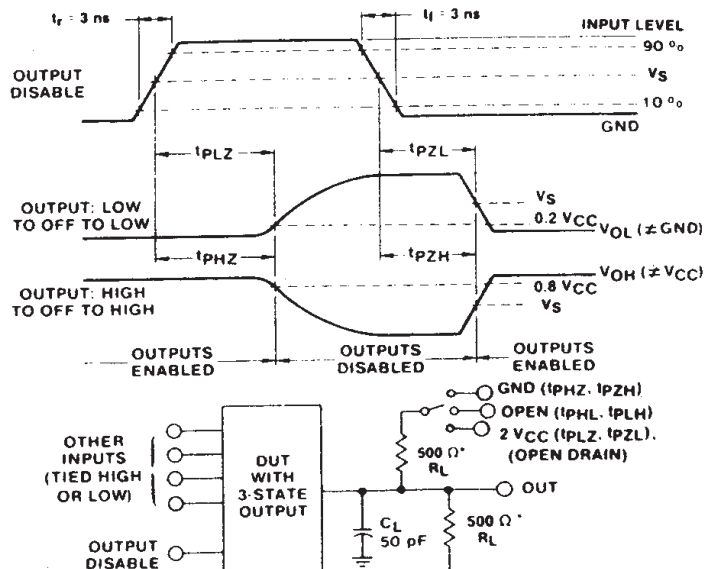 tr = 3 ns
tf = 3 ns
INPUT LEVEL
90 %
VS
10 %
GND
OUTPUT
DISABLE
tPLZ
tPZL
OUTPUT: LOW
TO OFF TO LOW
VS
0.2 VCC
VOL (≠ GND)
tPHZ
tPZH
OUTPUT: HIGH
TO OFF TO HIGH
VOH (≠ VCC)
0.8 VCC
VS
OUTPUTS
ENABLED
OUTPUTS
DISABLED
OUTPUTS
ENABLED
GND (tPHZ, tPZH)
OPEN (tPHL, tPLH)
2 VCC (tPLZ, tPZL),
(OPEN DRAIN)
OTHER
INPUTS
(TIED HIGH
OR LOW)
DUT
WITH
3-STATE
OUTPUT
500 Ω*
RL
OUT
CL
50 pF
500 Ω*
RL
OUTPUT
DISABLE